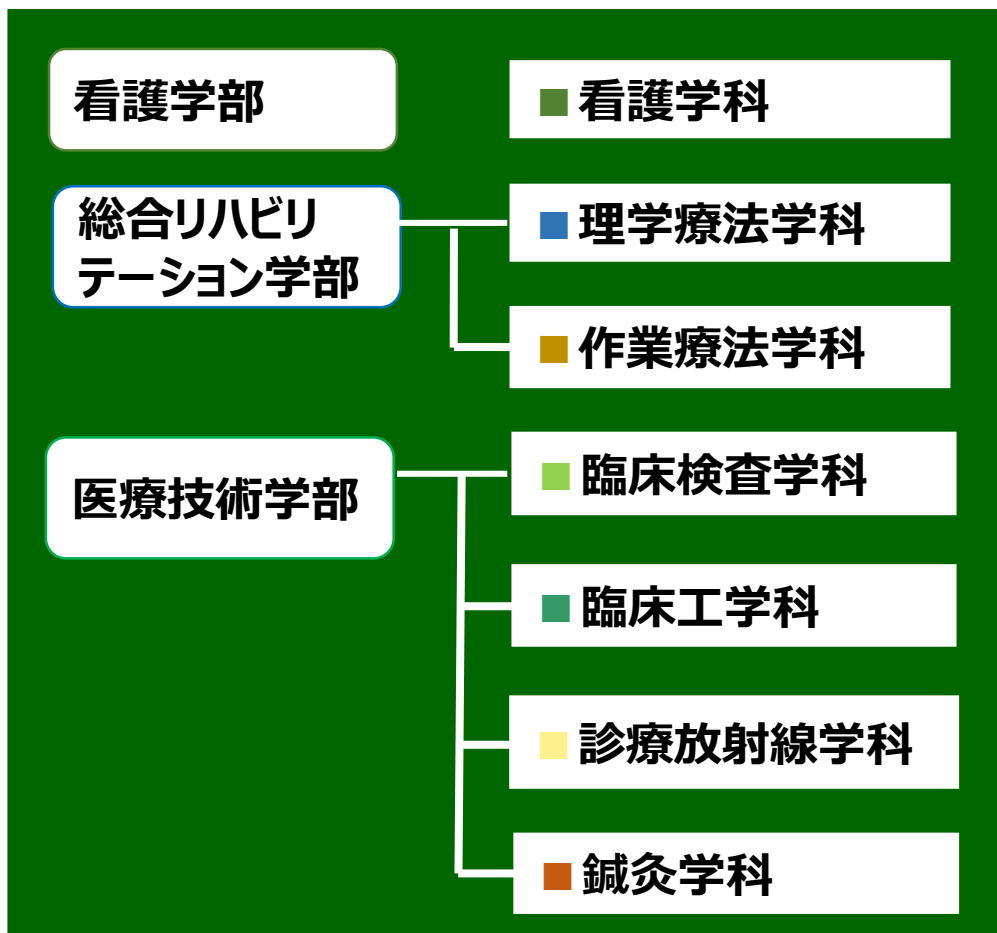 看護学部
■看護学科
総合リハビリ
テーション学部
■理学療法学科
■作業療法学科
医療技術学部
■臨床検査学科
■臨床工学科
■診療放射線学科
■鍼灸学科